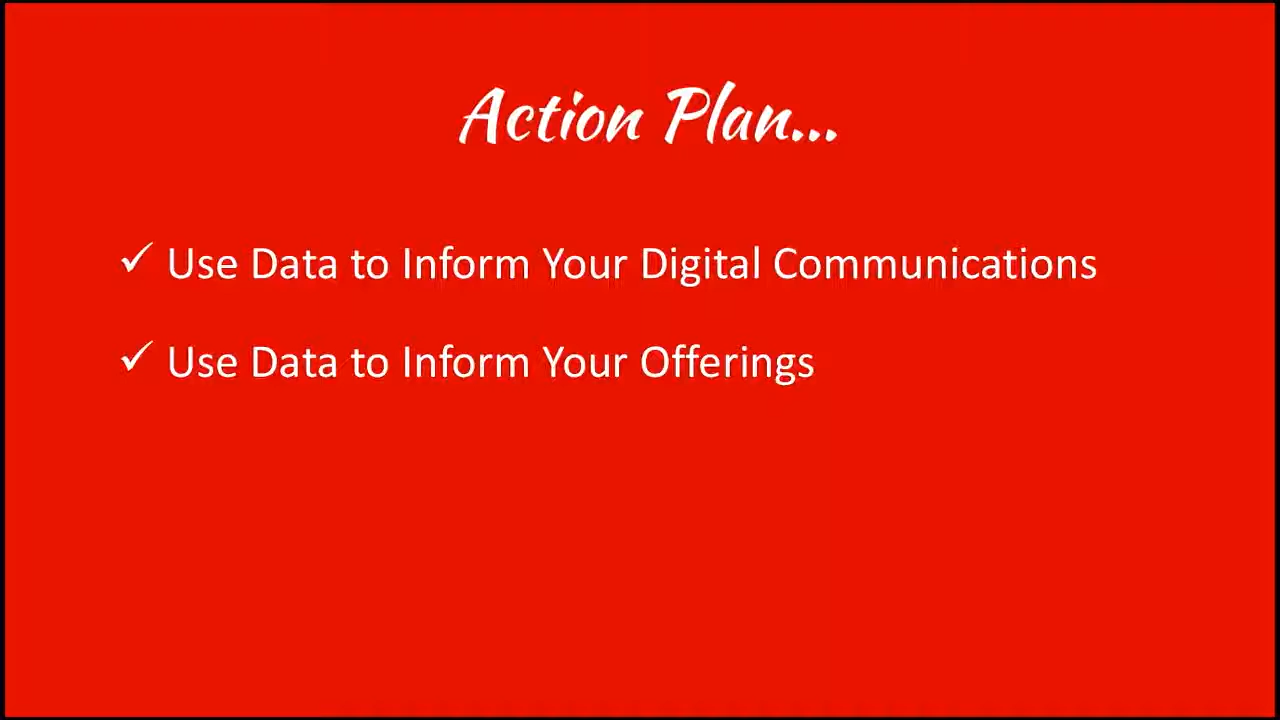 Action Plan...
✓ Use Data to Inform Your Digital Communications
✓ Use Data to Inform Your Offerings